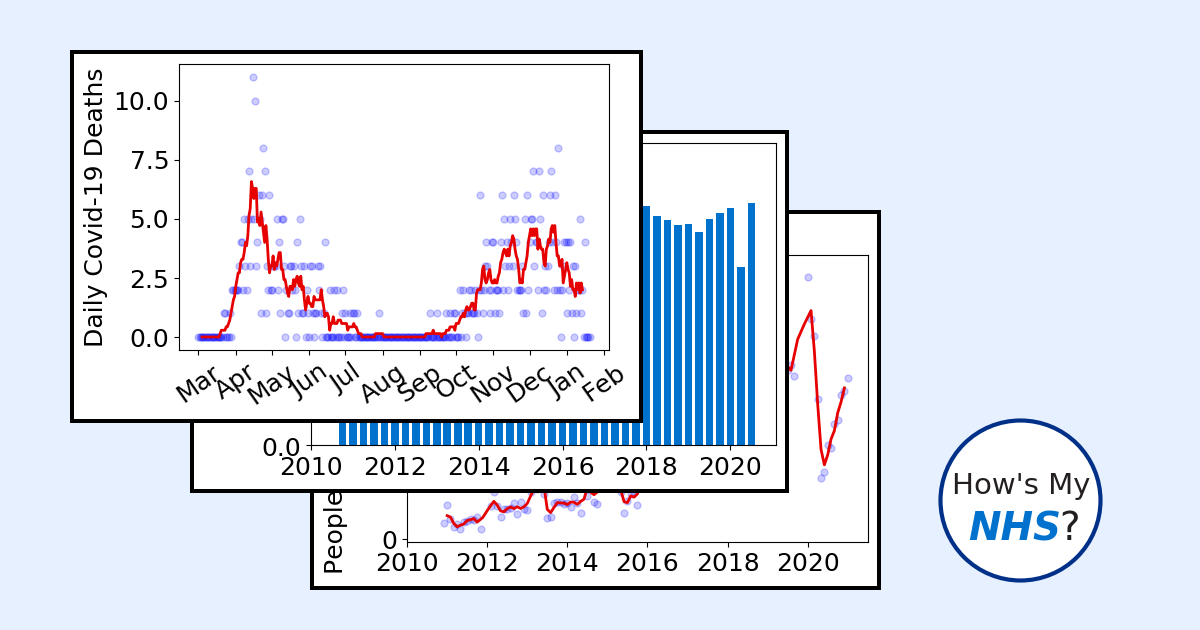 Daily Covid-19 Deaths
10.0
7.5
5.0
2.5
0.0
Mar Apr May Jun Jul Aug Sep Oct Nov Dec Jan Feb
0.0
2010 2012 2014 2016 2018 2020
People
0
2010 2012 2014 2016 2018 2020
How's My
NHS?